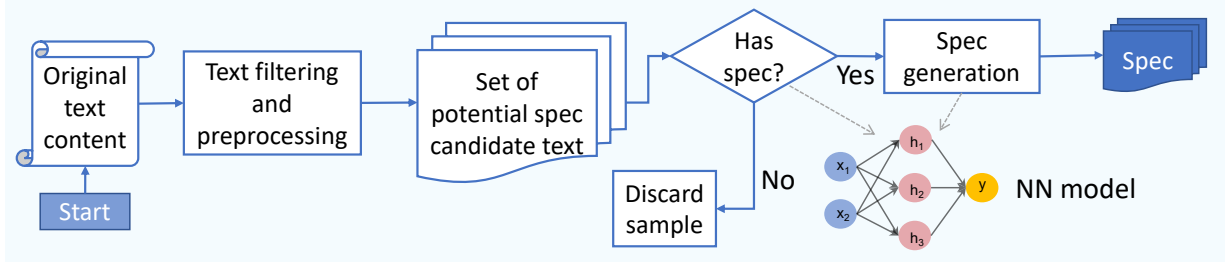 Original
text
content
Start
Text filtering
and
preprocessing
Set of
potential spec
candidate text
Has
spec?
Yes
No
Discard
sample
Spec
generation
Spec
x1
x2
h1
h2
h3
y
NN model